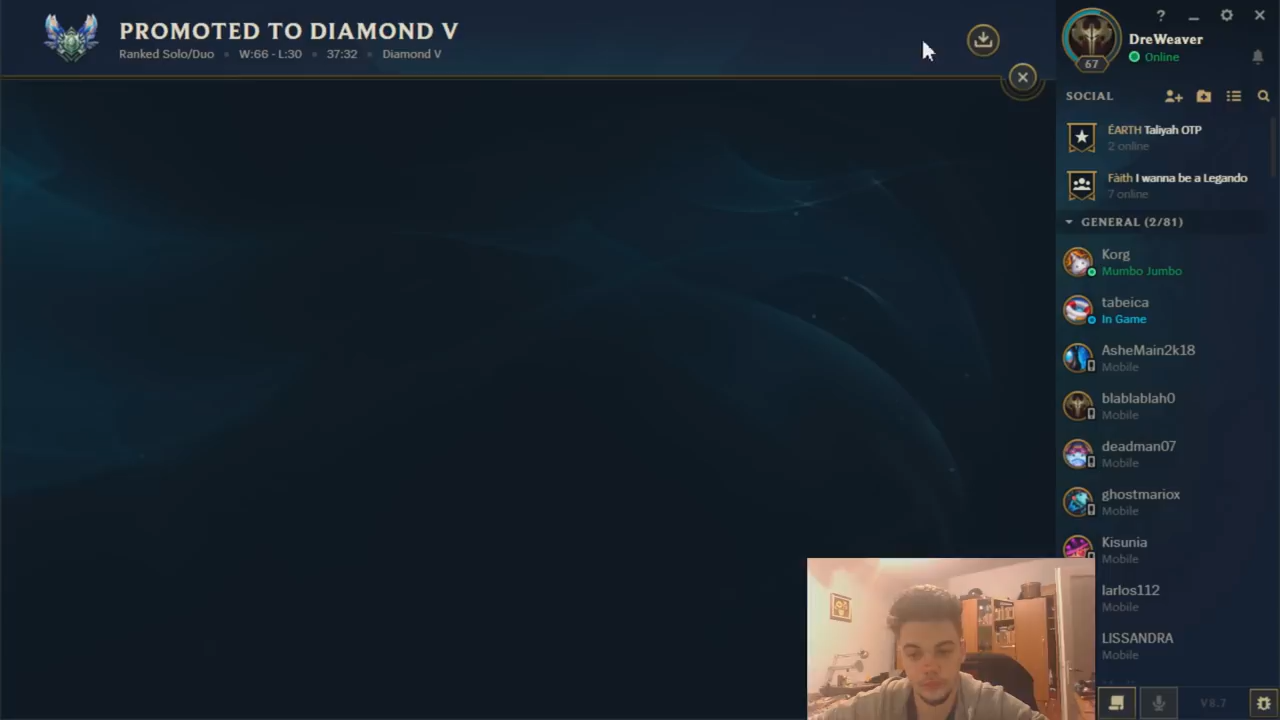 PROMOTED TO DIAMOND V
Ranked Solo/Duo • W:66 - L:30 • 37:32 • Diamond V
?
DreWeaver
67
Online
SOCIAL
ÉARTH Taliyah OTP
2 online
Fàith I wanna be a Legando
7 online
GENERAL (2/81)
Korg
Mumbo Jumbo
tabeica
In Game
AsheMain2k18
Mobile
blablablah0
Mobile
deadman07
Mobile
ghostmariox
Mobile
Kisunia
Mobile
larlos112
Mobile
LISSANDRA
Mobile
V8.7